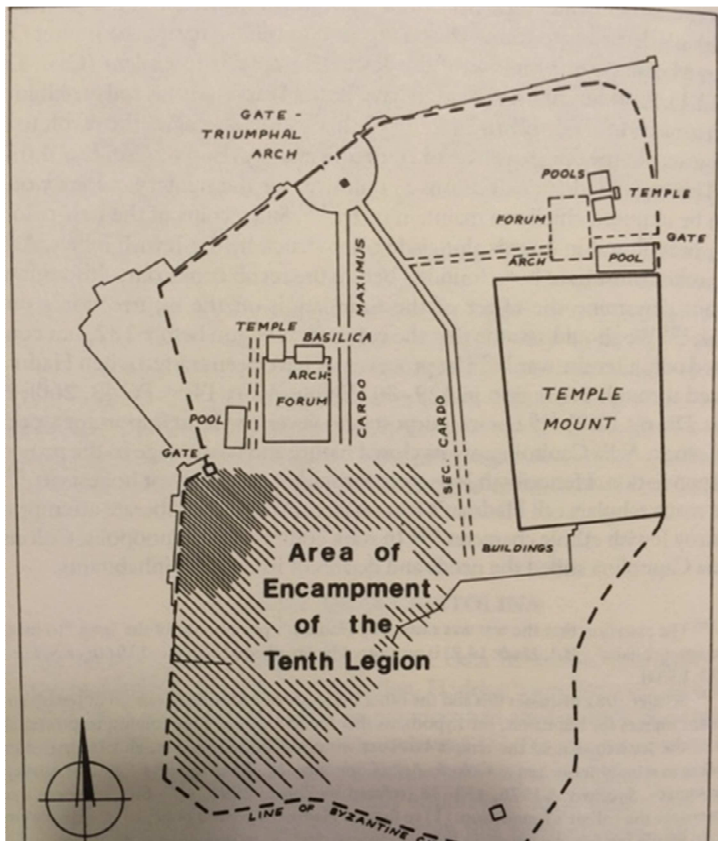 GATE -
TRIUMPHAL
ARCH
POOLS
TEMPLE
FORUM
GATE
ARCH
POOL
MAXIMUS
TEMPLE
BASILICA
ARCH
FORUM
CARDO
POOL
GATE
SEC. CARDO
TEMPLE
MOUNT
BUILDINGS
Area of
Encampment
of the
Tenth Legion
LINE OF BYZANTINE